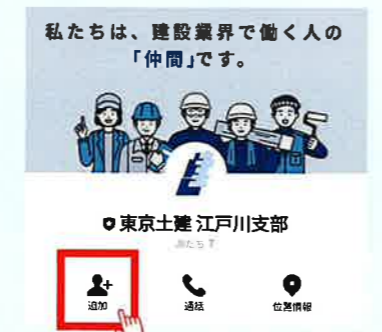 私たちは、建設業界で働く人の
「仲間」です。
東京土建 江戸川支部
追加
通話
位置情報